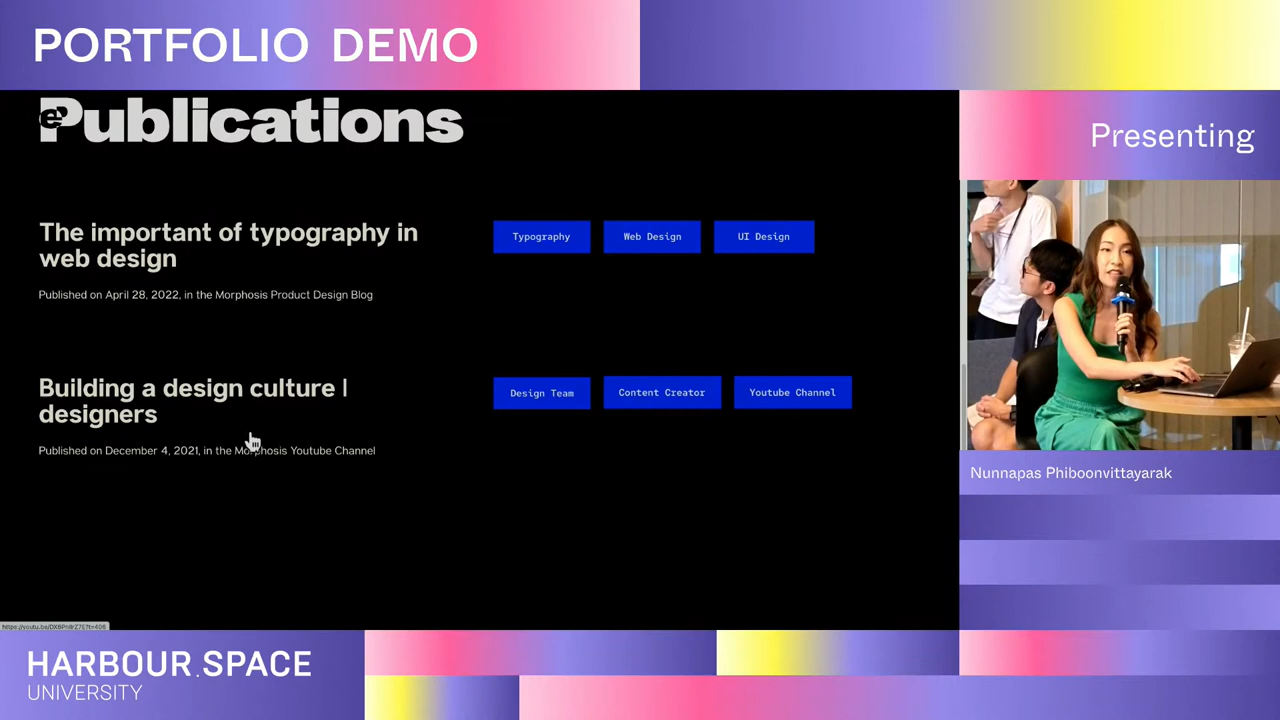 PORTFOLIO DEMO
Presenting
e
Publications
The important of typography in
web design
Typography
Web Design
UI Design
Published on April 28, 2022, in the Morphosis Product Design Blog
Building a design culture |
designers
Design Team
Content Creator
Youtube Channel
Published on December 4, 2021, in the Morphosis Youtube Channel
Nunnapas Phiboonvittayarak
HARBOUR.SPACE
UNIVERSITY